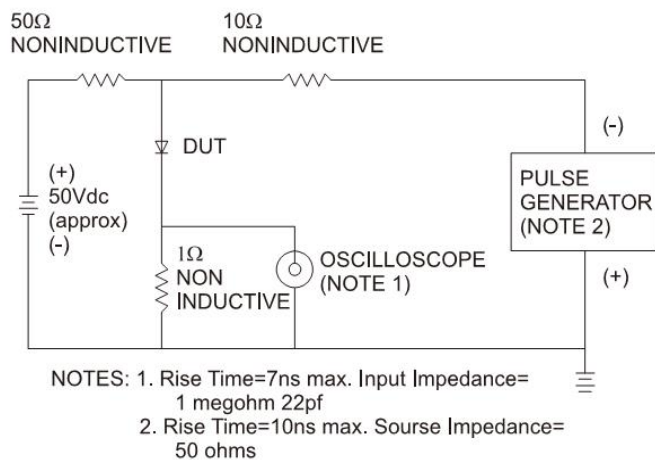 50Ω
NONINDUCTIVE
10Ω
NONINDUCTIVE
DUT
(+)
50Vdc
(approx)
(-)
(-)
PULSE
GENERATOR
(NOTE 2)
(+)
1Ω
NON
INDUCTIVE
OSCILLOSCOPE
(NOTE 1)
NOTES: 1. Rise Time=7ns max. Input Impedance=
1 megohm 22pf
2. Rise Time=10ns max. Sourse Impedance=
50 ohms